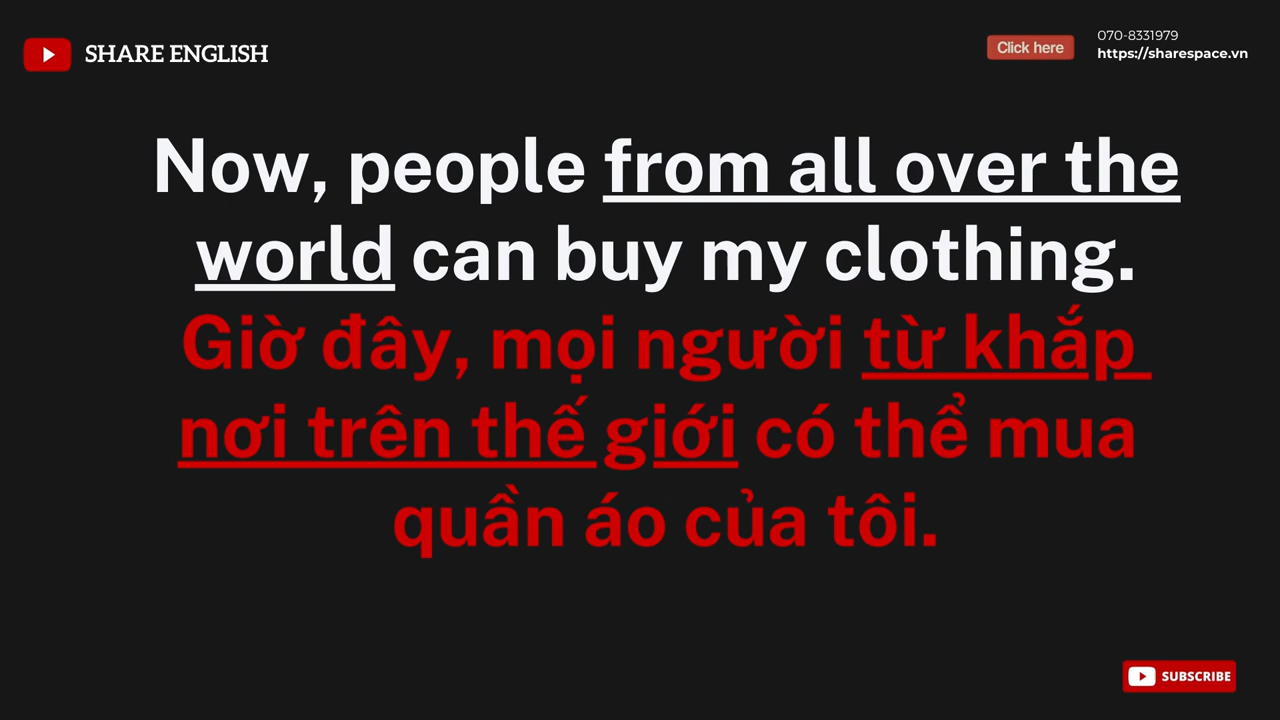 SHARE ENGLISH
Click here
070-8331979
https://sharespace.vn
Now, people from all over the
world can buy my clothing.
Giờ đây, mọi người từ khắp
nơi trên thế giới có thể mua
quần áo của tôi.
SUBSCRIBE